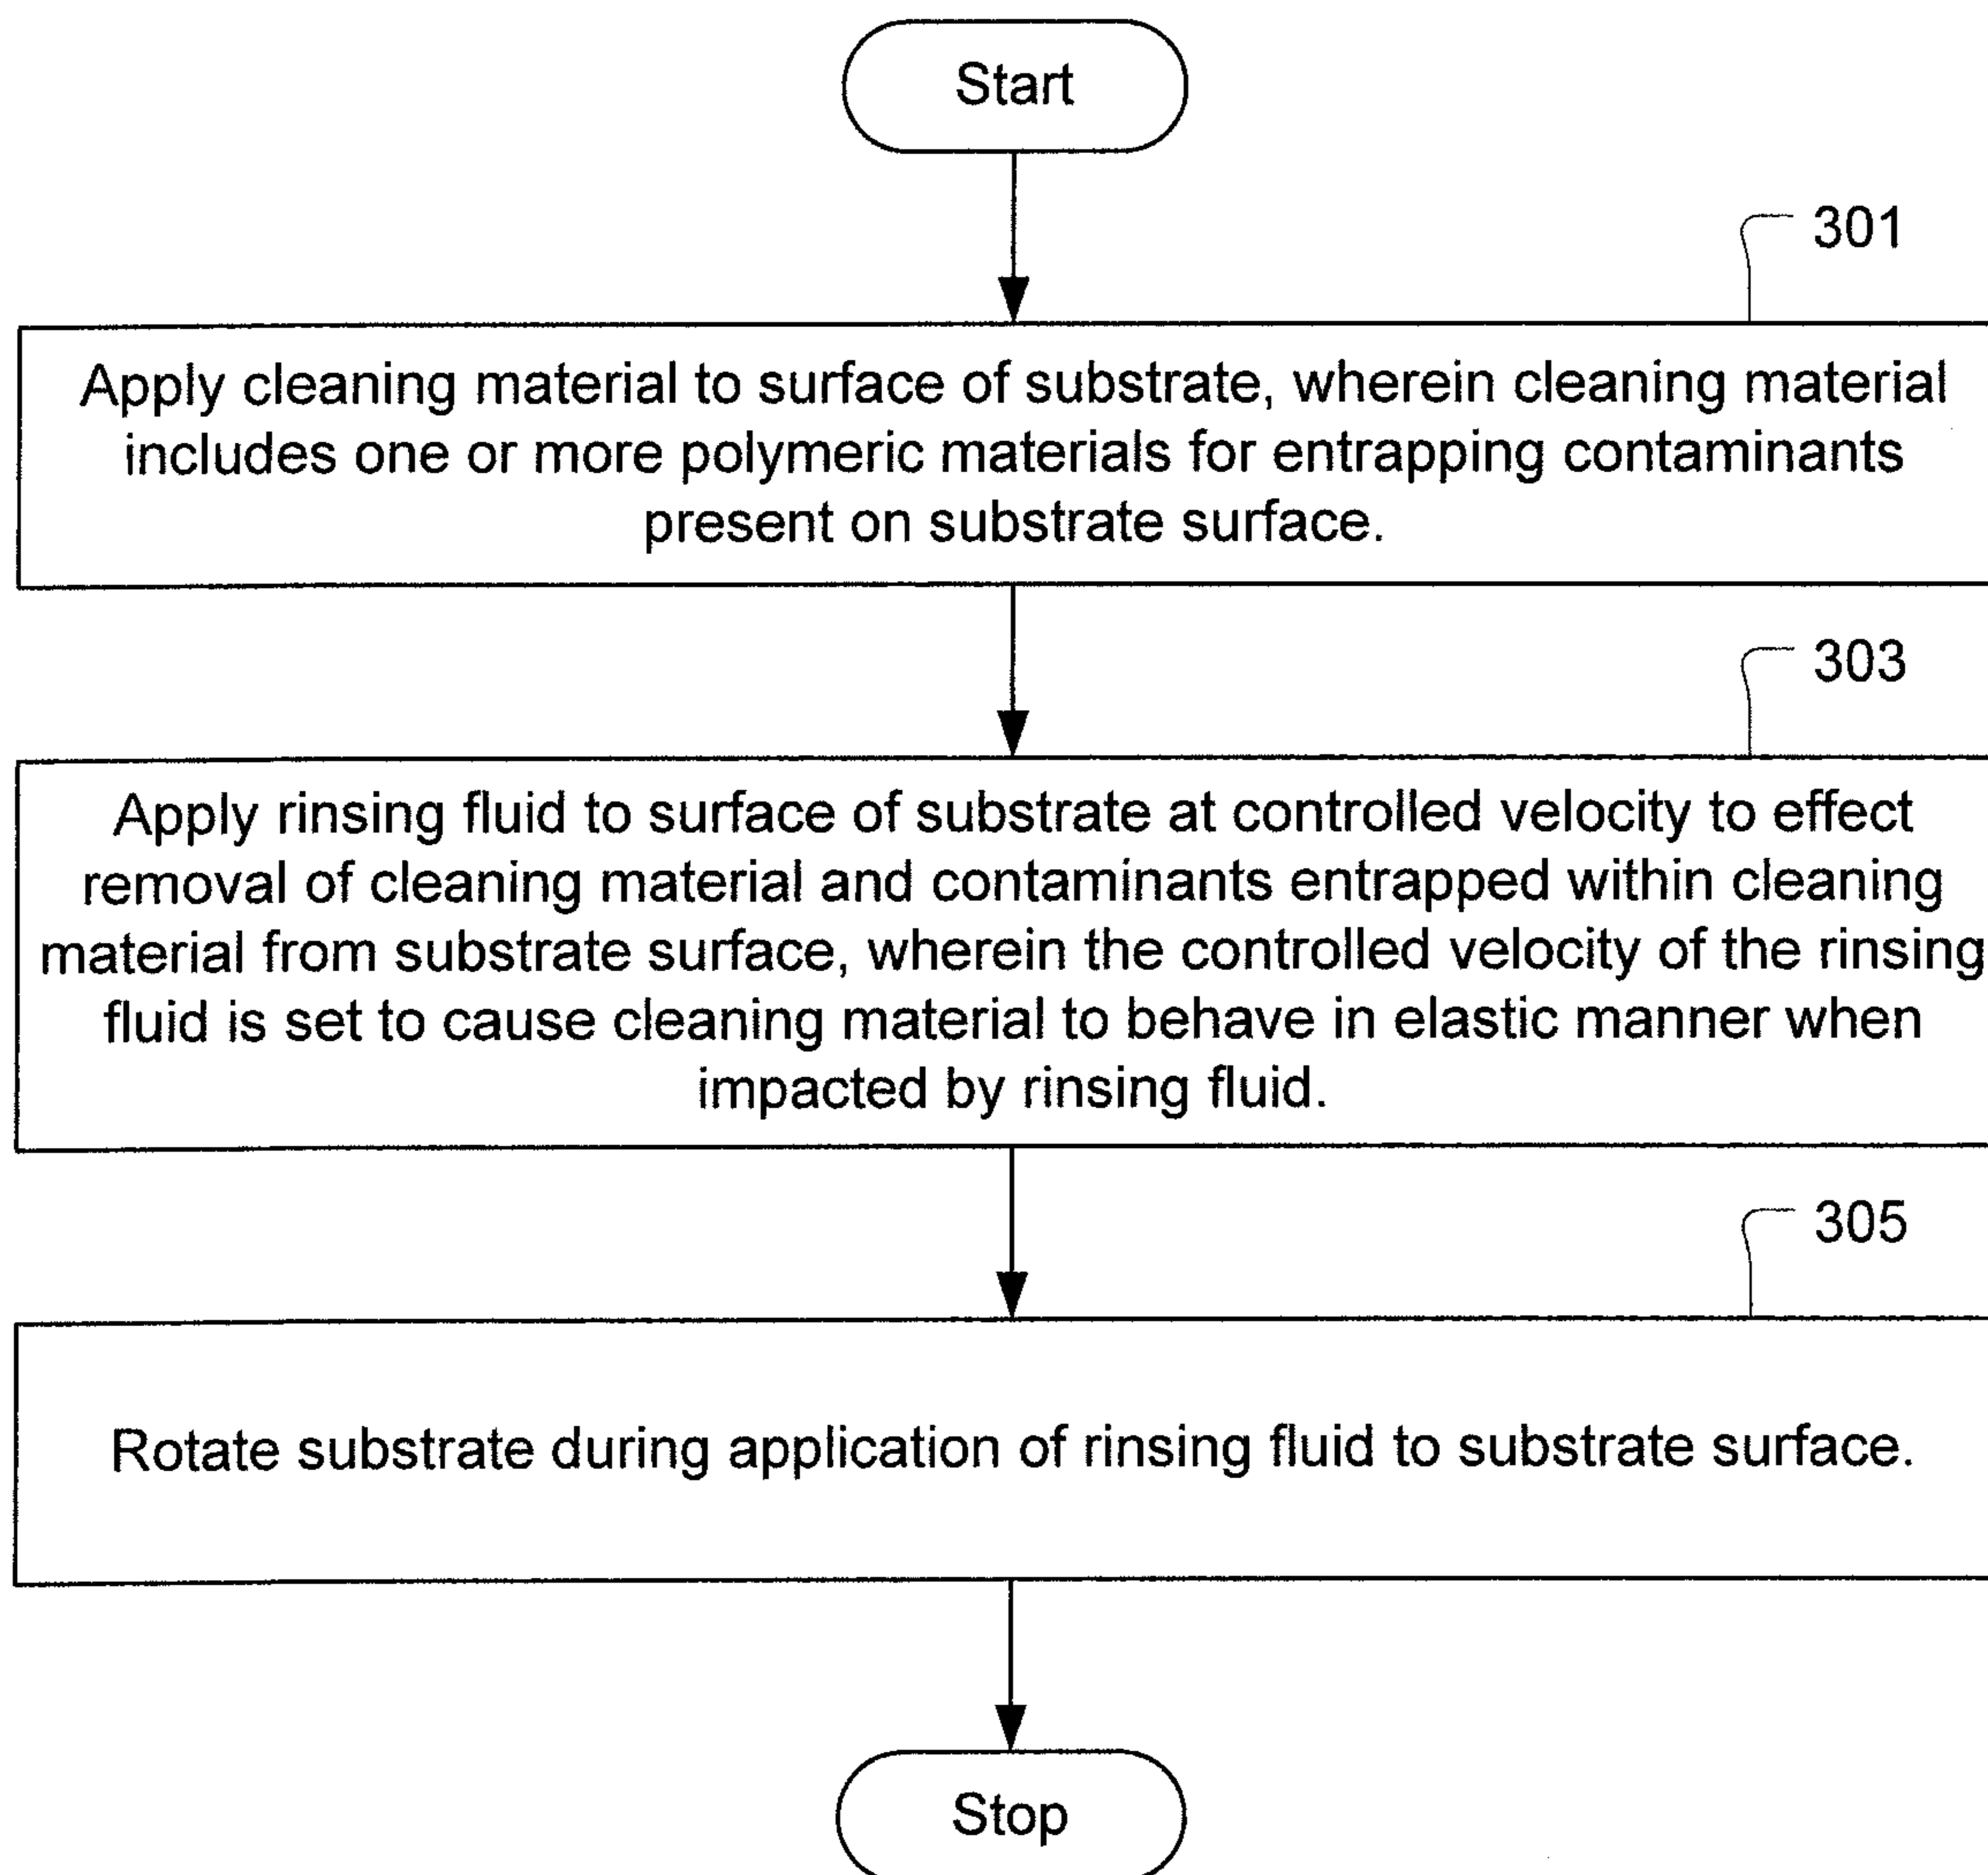 Start
301
Apply cleaning material to surface of substrate, wherein cleaning material
includes one or more polymeric materials for entrapping contaminants
present on substrate surface.
303
Apply rinsing fluid to surface of substrate at controlled velocity to effect
removal of cleaning material and contaminants entrapped within cleaning
material from substrate surface, wherein the controlled velocity of the rinsing
fluid is set to cause cleaning material to behave in elastic manner when
impacted by rinsing fluid.
305
Rotate substrate during application of rinsing fluid to substrate surface.
Stop